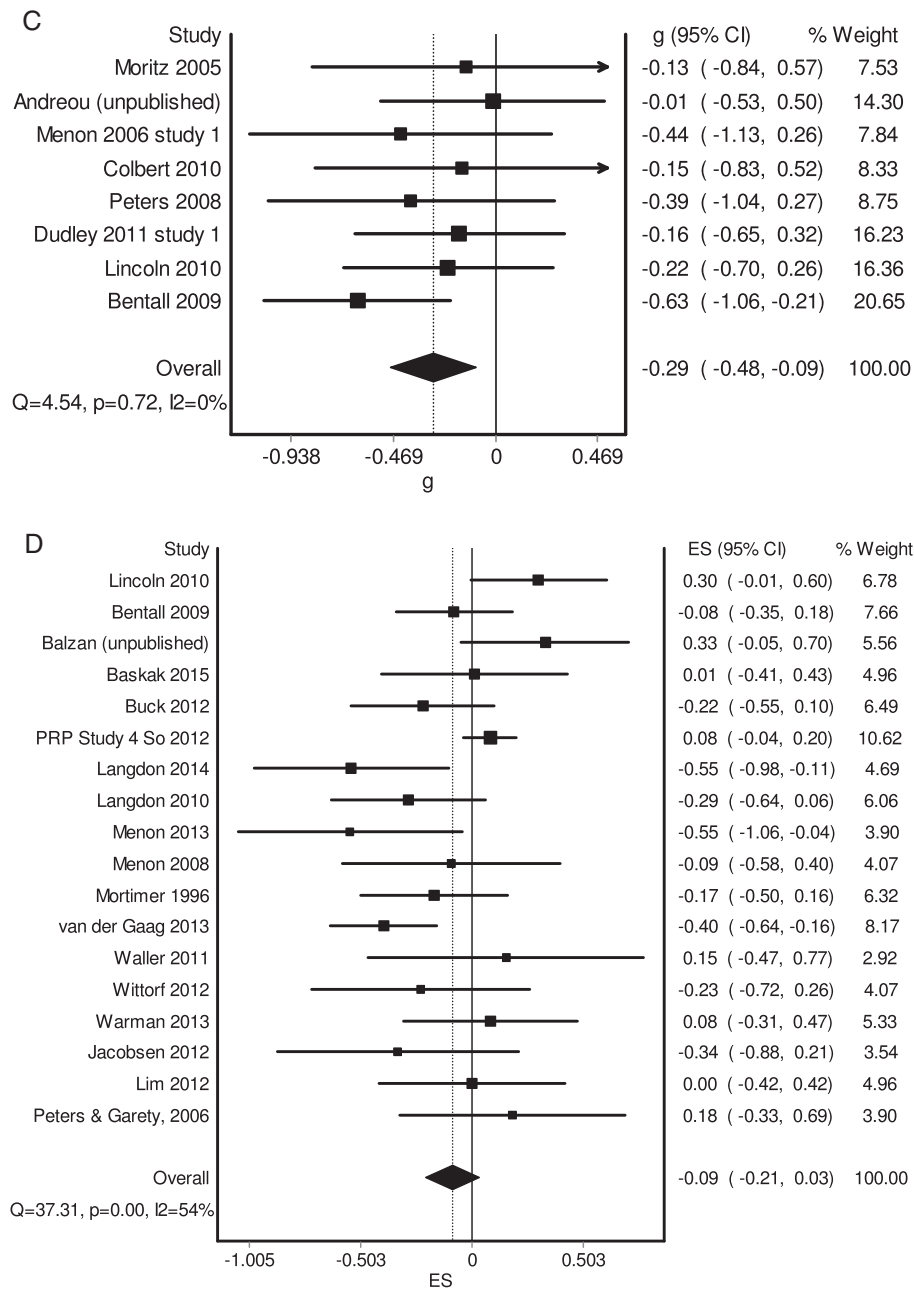 C
Study g (95% CI) % Weight
Moritz 2005 -0.13 ( -0.84, 0.57) 7.53
Andreou (unpublished) -0.01 ( -0.53, 0.50) 14.30
Menon 2006 study 1 -0.44 ( -1.13, 0.26) 7.84
Colbert 2010 -0.15 ( -0.83, 0.52) 8.33
Peters 2008 -0.39 ( -1.04, 0.27) 8.75
Dudley 2011 study 1 -0.16 ( -0.65, 0.32) 16.23
Lincoln 2010 -0.22 ( -0.70, 0.26) 16.36
Bentall 2009 -0.63 ( -1.06, -0.21) 20.65
Overall -0.29 ( -0.48, -0.09) 100.00
Q=4.54, p=0.72, I2=0%
-0.938 -0.469 0 0.469
g
D
Study ES (95% CI) % Weight
Lincoln 2010 0.30 ( -0.01, 0.60) 6.78
Bentall 2009 -0.08 ( -0.35, 0.18) 7.66
Balzan (unpublished) 0.33 ( -0.05, 0.70) 5.56
Baskak 2015 0.01 ( -0.41, 0.43) 4.96
Buck 2012 -0.22 ( -0.55, 0.10) 6.49
PRP Study 4 So 2012 0.08 ( -0.04, 0.20) 10.62
Langdon 2014 -0.55 ( -0.98, -0.11) 4.69
Langdon 2010 -0.29 ( -0.64, 0.06) 6.06
Menon 2013 -0.55 ( -1.06, -0.04) 3.90
Menon 2008 -0.09 ( -0.58, 0.40) 4.07
Mortimer 1996 -0.17 ( -0.50, 0.16) 6.32
van der Gaag 2013 -0.40 ( -0.64, -0.16) 8.17
Waller 2011 0.15 ( -0.47, 0.77) 2.92
Wittorf 2012 -0.23 ( -0.72, 0.26) 4.07
Warman 2013 0.08 ( -0.31, 0.47) 5.33
Jacobsen 2012 -0.34 ( -0.88, 0.21) 3.54
Lim 2012 0.00 ( -0.42, 0.42) 4.96
Peters & Garety, 2006 0.18 ( -0.33, 0.69) 3.90
Overall -0.09 ( -0.21, 0.03) 100.00
Q=37.31, p=0.00, I2=54%
-1.005 -0.503 0 0.503
ES